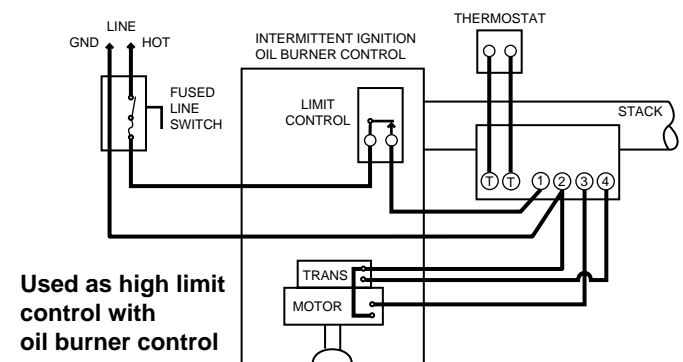 LINE
GND HOT
FUSED
LINE
SWITCH
INTERMITTENT IGNITION
OIL BURNER CONTROL
LIMIT
CONTROL
THERMOSTAT
STACK
T T 1 2 3 4
TRANS
MOTOR
Used as high limit
control with
oil burner control